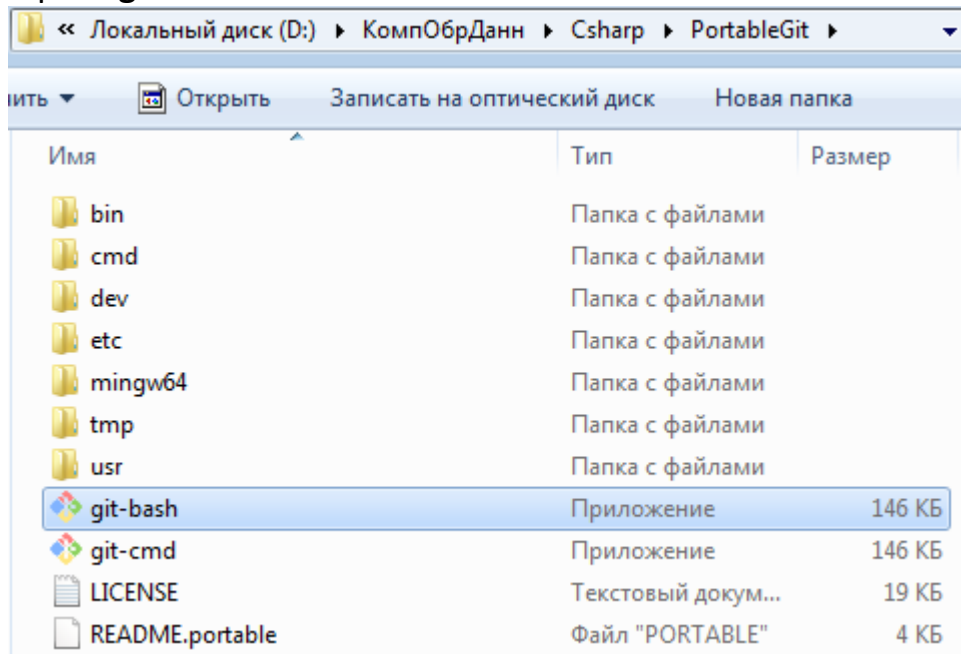 « Локальный диск (D:) ▸ КомпОбрДанн ▸ Csharp ▸ PortableGit ▸
ить ▾ Открыть Записать на оптический диск Новая папка
Имя Тип Размер
bin Папка с файлами
cmd Папка с файлами
dev Папка с файлами
etc Папка с файлами
mingw64 Папка с файлами
tmp Папка с файлами
usr Папка с файлами
git-bash Приложение 146 КБ
git-cmd Приложение 146 КБ
LICENSE Текстовый докум... 19 КБ
README.portable Файл "PORTABLE" 4 КБ